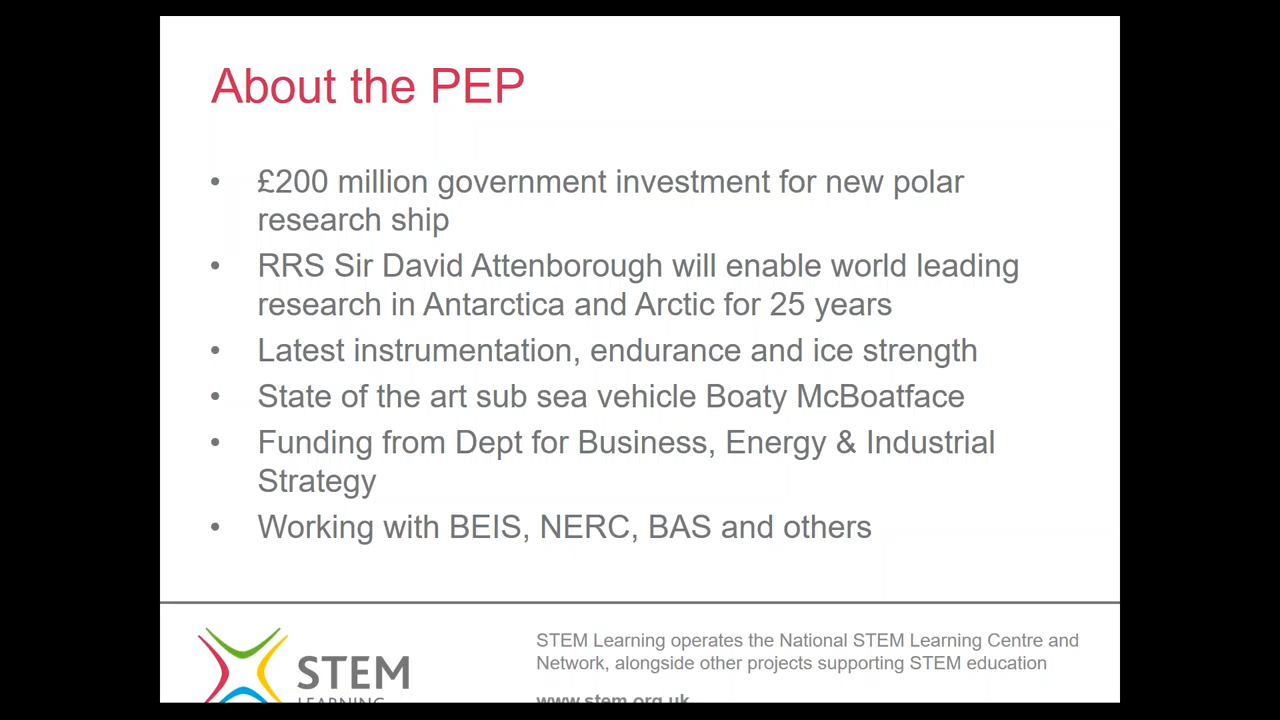 About the PEP
• £200 million government investment for new polar
research ship
• RRS Sir David Attenborough will enable world leading
research in Antarctica and Arctic for 25 years
• Latest instrumentation, endurance and ice strength
• State of the art sub sea vehicle Boaty McBoatface
• Funding from Dept for Business, Energy & Industrial
Strategy
• Working with BEIS, NERC, BAS and others
STEM
LEARNING
STEM Learning operates the National STEM Learning Centre and
Network, alongside other projects supporting STEM education
www.stem.org.uk